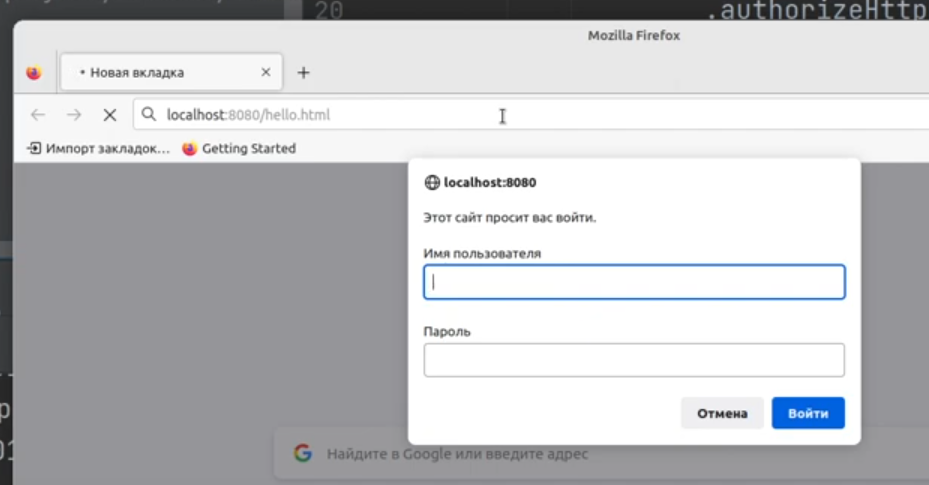 20
.authorizeHttp
Mozilla Firefox
Новая вкладка
localhost:8080/hello.html
Импорт закладок...
Getting Started
localhost:8080
Этот сайт просит вас войти.
Имя пользователя
Пароль
Отмена
Войти
Найдите в Google или введите адрес